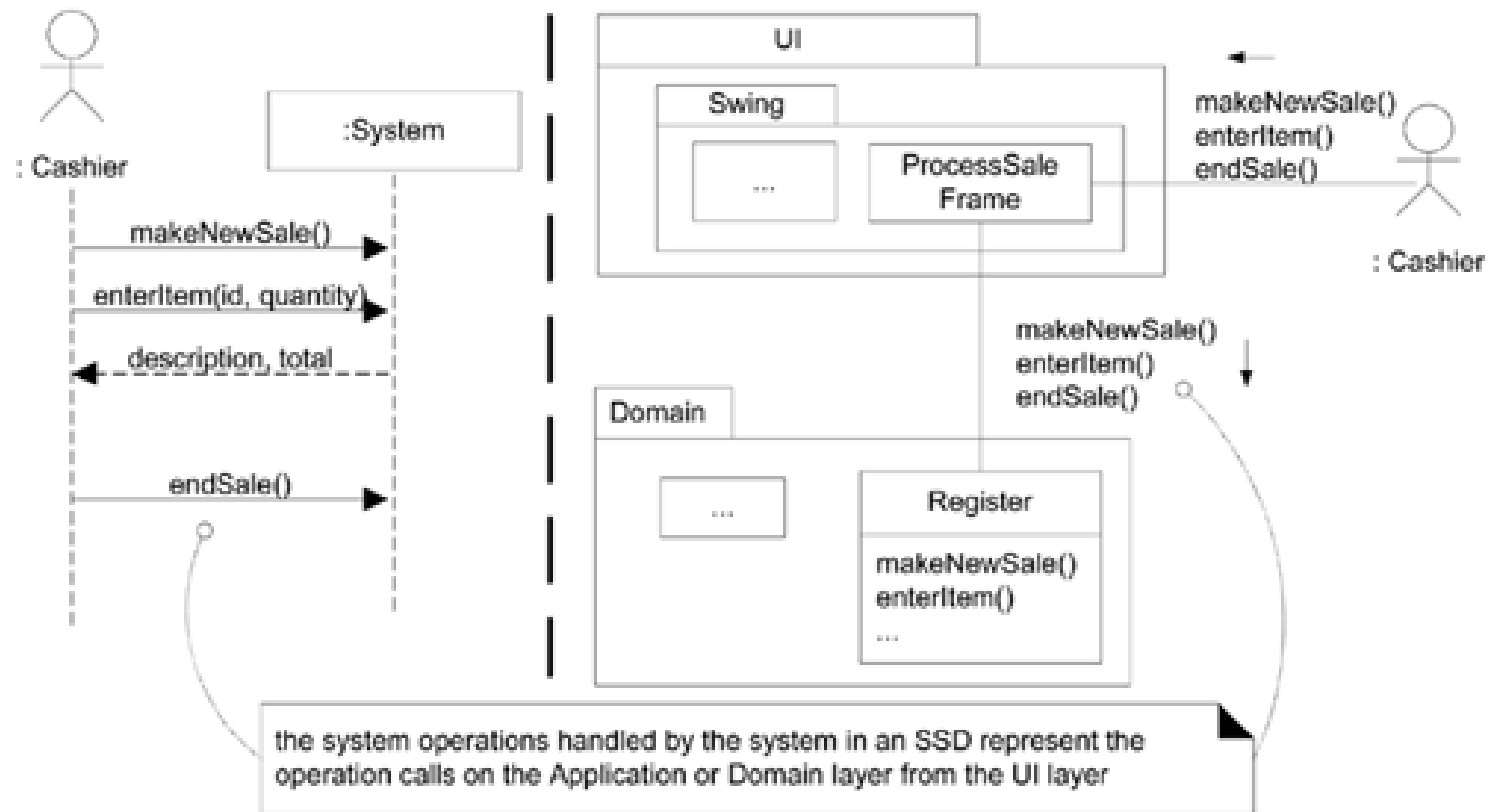 : Cashier
:System
makeNewSale()
enterItem(id, quantity)
description, total
endSale()
UI
Swing
...
ProcessSale
Frame
makeNewSale()
enterItem()
endSale()
: Cashier
makeNewSale()
enterItem()
endSale()
Domain
...
Register
makeNewSale()
enterItem()
...
the system operations handled by the system in an SSD represent the
operation calls on the Application or Domain layer from the UI layer